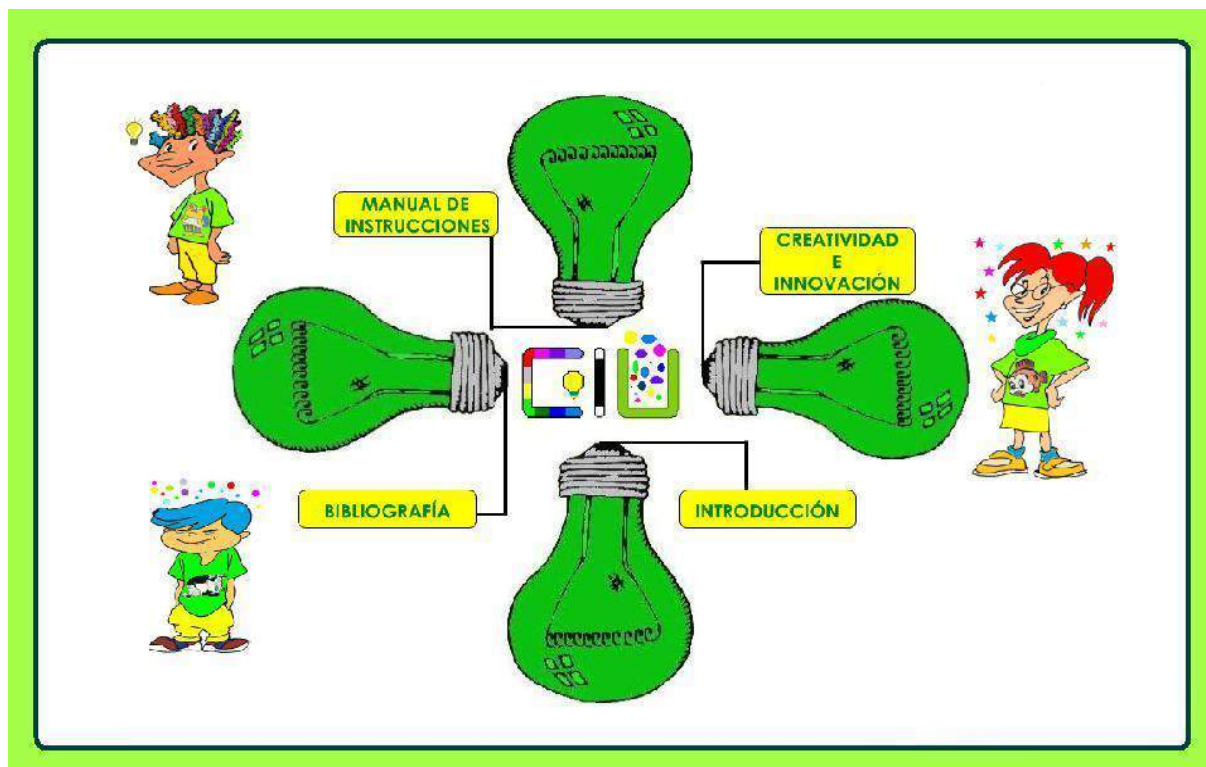 MANUAL DE
INSTRUCCIONES
CREATIVIDAD
E
INNOVACIÓN
BIBLIOGRAFÍA
INTRODUCCIÓN